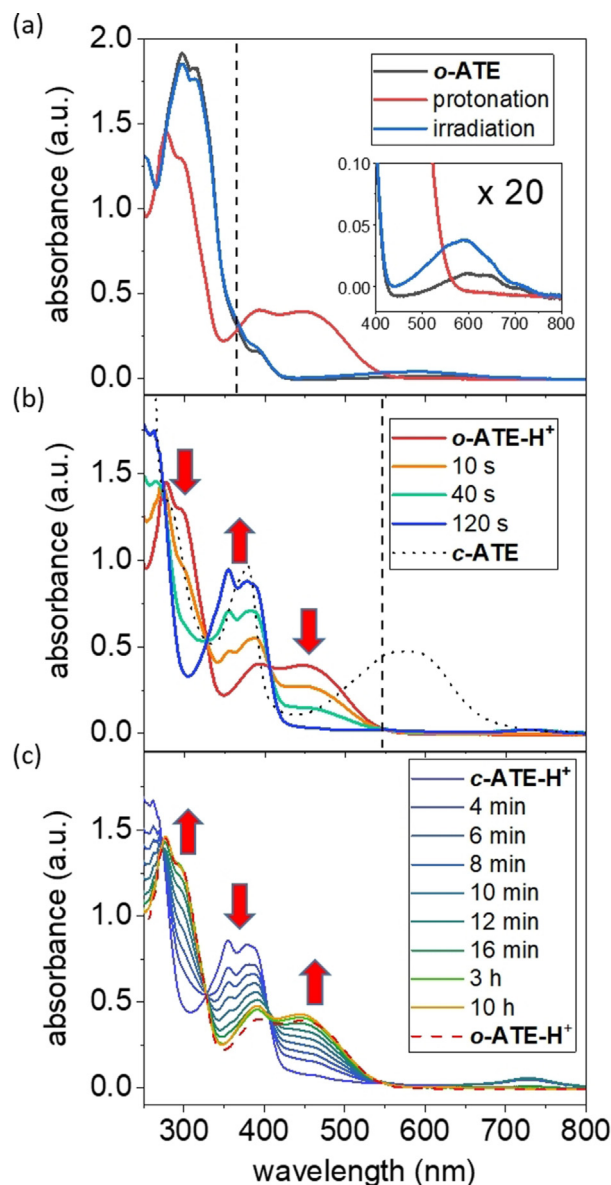 (a)
2.0
1.5
1.0
0.5
0.0
absorbance (a.u.)
o-ATE
protonation
irradiation
0.10
0.05
0.00
x 20
400 500 600 700 800
(b)
1.5
1.0
0.5
0.0
absorbance (a.u.)
o-ATE-H+
10 s
40 s
120 s
c-ATE
(c)
1.5
1.0
0.5
0.0
absorbance (a.u.)
c-ATE-H+
4 min
6 min
8 min
10 min
12 min
16 min
3 h
10 h
o-ATE-H+
300 400 500 600 700 800
wavelength (nm)